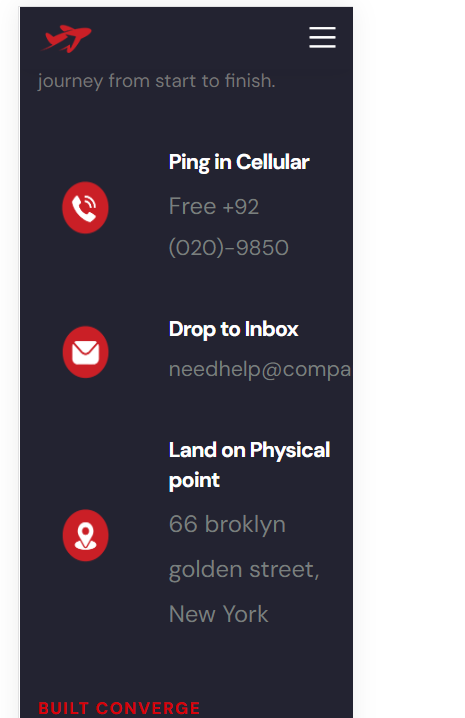 journey from start to finish.
Ping in Cellular
Free +92
(020)-9850
Drop to Inbox
needhelp@compa
Land on Physical
point
66 broklyn
golden street,
New York
BUILT CONVERGE